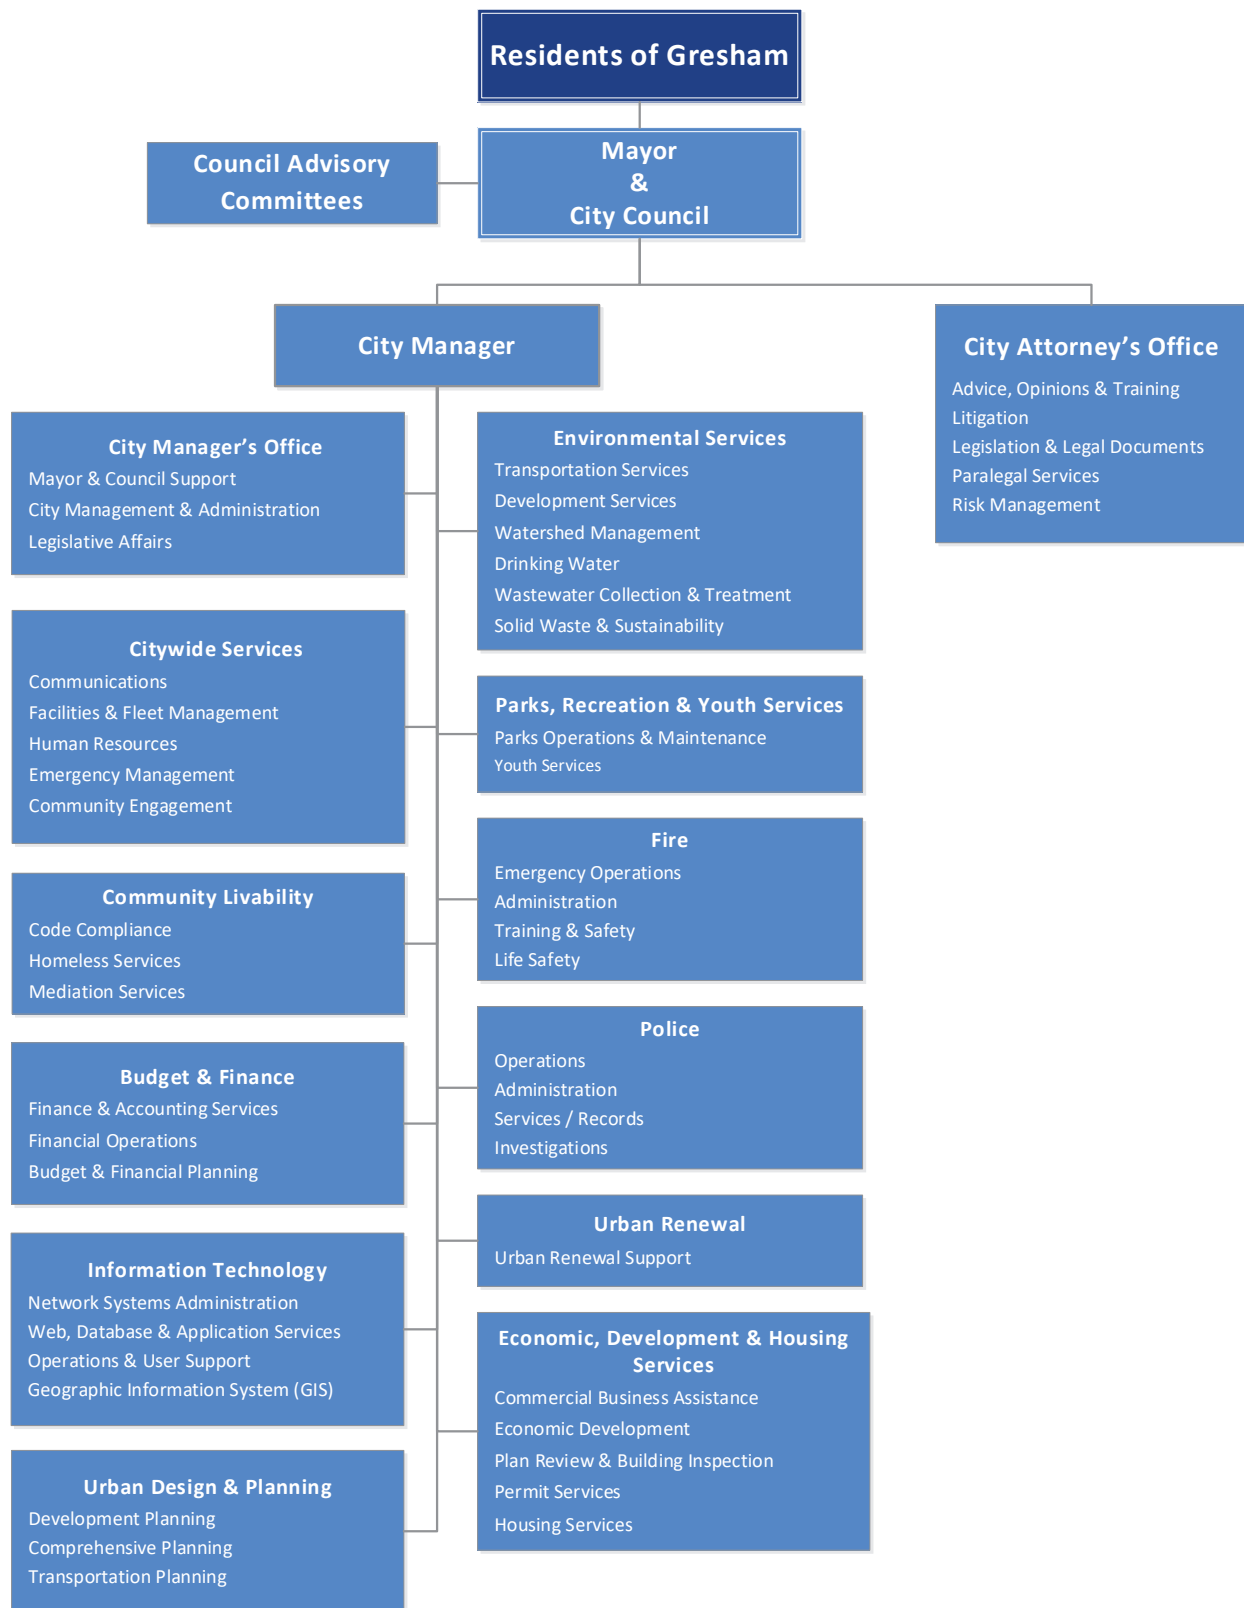 Residents of Gresham
Council Advisory
Committees
Mayor
&
City Council
City Manager
City Attorney’s Office
Advice, Opinions & Training
Litigation
Legislation & Legal Documents
Paralegal Services
Risk Management
City Manager’s Office
Mayor & Council Support
City Management & Administration
Legislative Affairs
Citywide Services
Communications
Facilities & Fleet Management
Human Resources
Emergency Management
Community Engagement
Community Livability
Code Compliance
Homeless Services
Mediation Services
Budget & Finance
Finance & Accounting Services
Financial Operations
Budget & Financial Planning
Information Technology
Network Systems Administration
Web, Database & Application Services
Operations & User Support
Geographic Information System (GIS)
Urban Design & Planning
Development Planning
Comprehensive Planning
Transportation Planning
Environmental Services
Transportation Services
Development Services
Watershed Management
Drinking Water
Wastewater Collection & Treatment
Solid Waste & Sustainability
Parks, Recreation & Youth Services
Parks Operations & Maintenance
Youth Services
Fire
Emergency Operations
Administration
Training & Safety
Life Safety
Police
Operations
Administration
Services / Records
Investigations
Urban Renewal
Urban Renewal Support
Economic, Development & Housing
Services
Commercial Business Assistance
Economic Development
Plan Review & Building Inspection
Permit Services
Housing Services